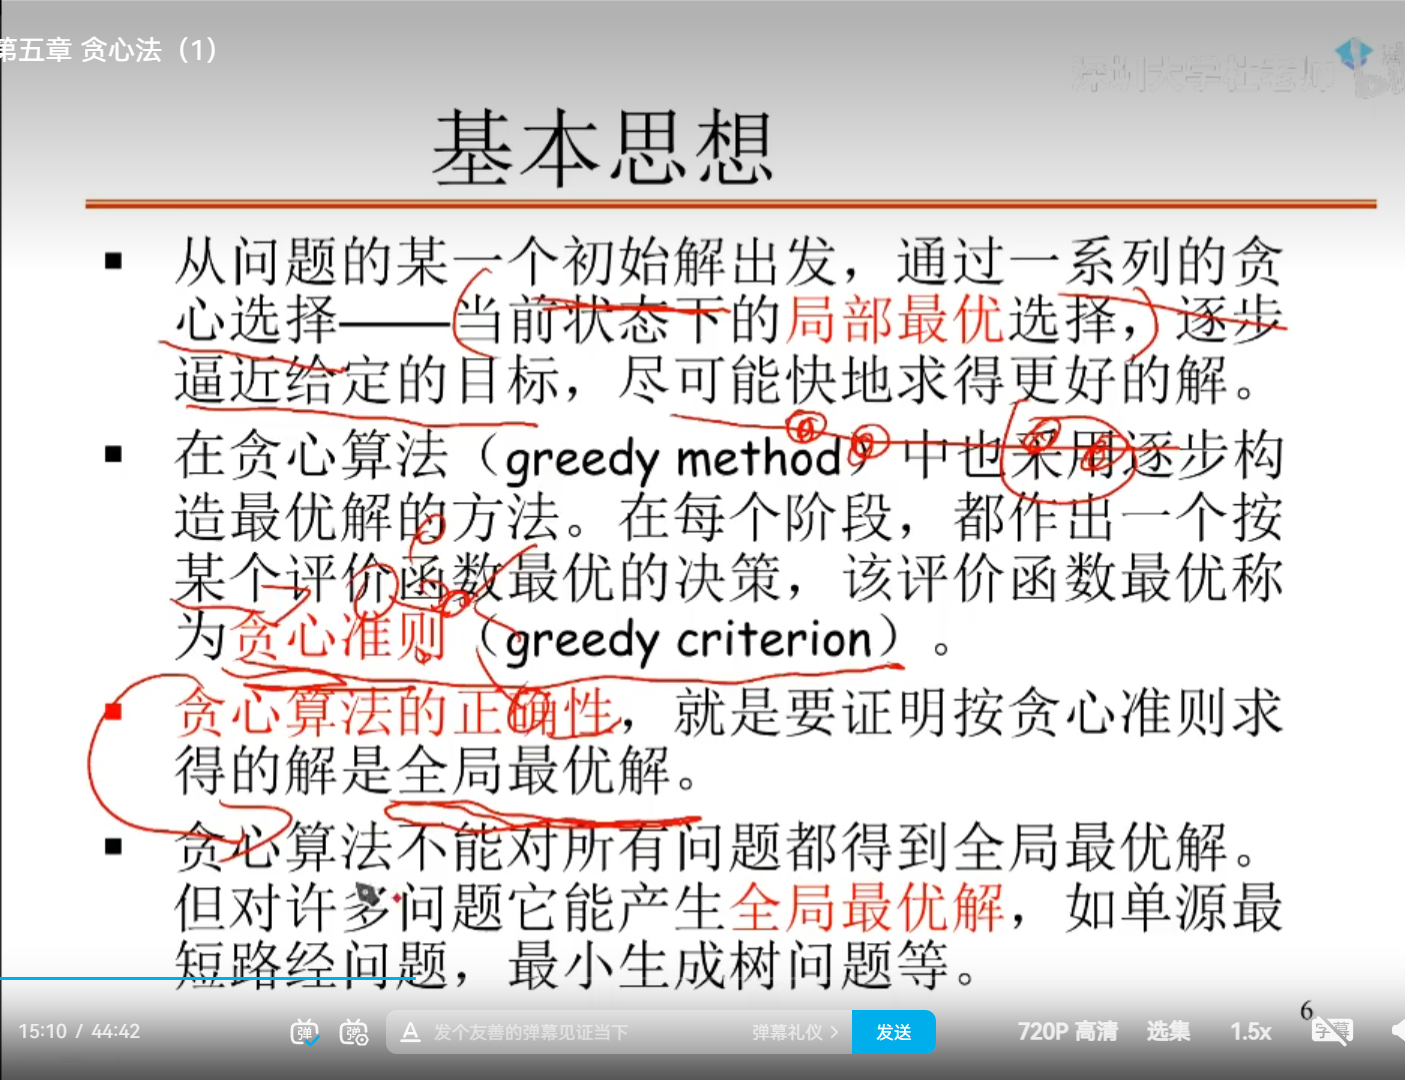 第五章 贪心法（1）
深圳大学杜老师
基本思想
■ 从问题的某一个初始解出发，通过一系列的贪
心选择——当前状态下的局部最优选择，逐步
逼近给定的目标，尽可能快地求得更好的解。
■ 在贪心算法（greedy method）中也采用逐步构
造最优解的方法。在每个阶段，都作出一个按
某个评价函数最优的决策，该评价函数最优称
为贪心准则（greedy criterion）。
■ 贪心算法的正确性，就是要证明按贪心准则求
得的解是全局最优解。
■ 贪心算法不能对所有问题都得到全局最优解。
但对许多问题它能产生全局最优解，如单源最
短路经问题，最小生成树问题等。
6
15:10 / 44:42
弹
弹
A 发个友善的弹幕见证当下
弹幕礼仪 >
发送
720P 高清
选集
1.5x
字幕